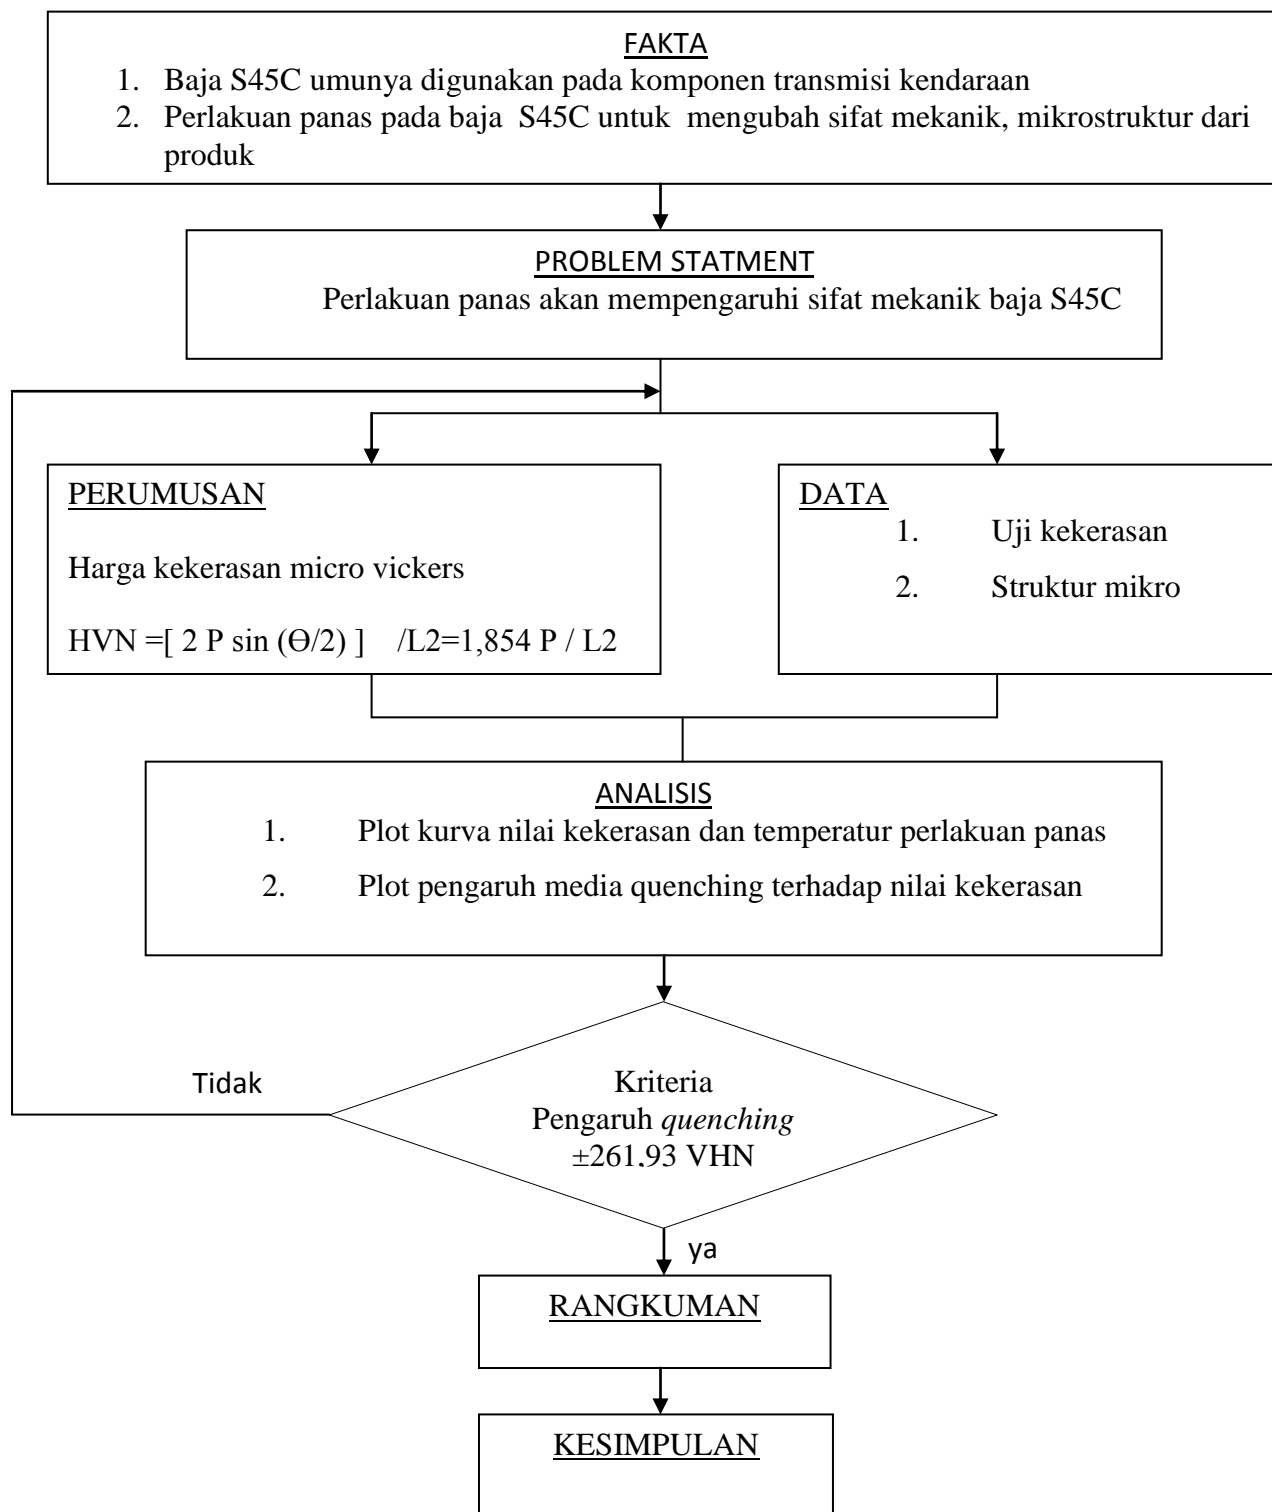 FAKTA
1. Baja S45C umunya digunakan pada komponen transmisi kendaraan
2. Perlakuan panas pada baja S45C untuk mengubah sifat mekanik, mikrostruktur dari
produk
PROBLEM STATMENT
Perlakuan panas akan mempengaruhi sifat mekanik baja S45C
PERUMUSAN
Harga kekerasan micro vickers
HVN =[ 2 P sin (Ɵ/2) ] /L2=1,854 P / L2
DATA
1. Uji kekerasan
2. Struktur mikro
ANALISIS
1. Plot kurva nilai kekerasan dan temperatur perlakuan panas
2. Plot pengaruh media quenching terhadap nilai kekerasan
Tidak
Kriteria
Pengaruh quenching
±261,93 VHN
ya
RANGKUMAN
KESIMPULAN